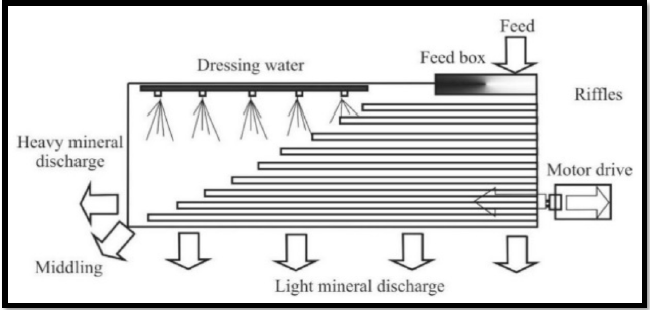 Feed
Feed box
Dressing water
Riffles
Heavy mineral
discharge
Motor drive
Middling
Light mineral discharge